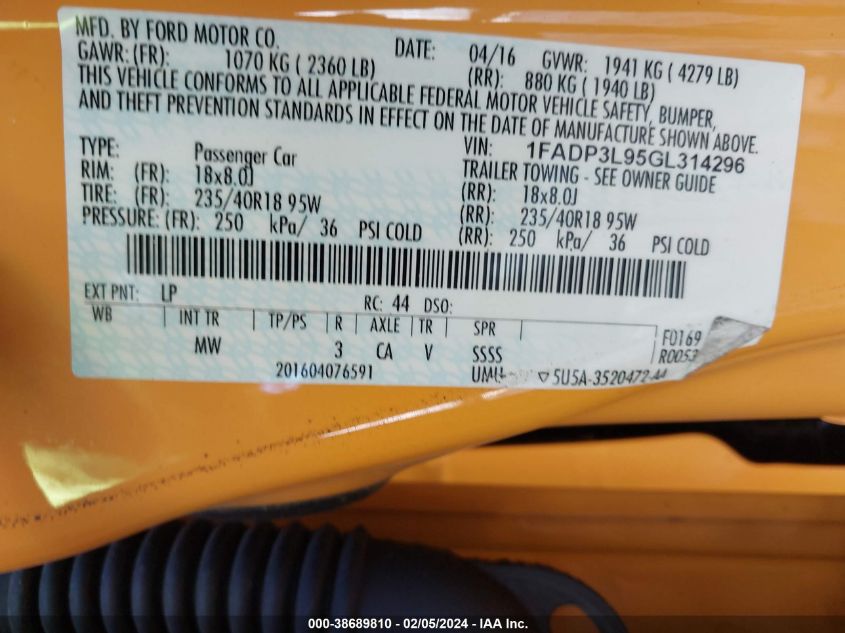 MFD. BY FORD MOTOR CO. DATE: 04/16 GVWR: 1941 KG ( 4279 LB)
GAWR: (FR): 1070 KG ( 2360 LB) (RR): 880 KG ( 1940 LB)
THIS VEHICLE CONFORMS TO ALL APPLICABLE FEDERAL MOTOR VEHICLE SAFETY, BUMPER,
AND THEFT PREVENTION STANDARDS IN EFFECT ON THE DATE OF MANUFACTURE SHOWN ABOVE.
VIN: 1FADP3L95GL314296
TYPE: Passenger Car TRAILER TOWING - SEE OWNER GUIDE
RIM: (FR): 18x8.0J (RR): 18x8.0J
TIRE: (FR): 235/40R18 95W (RR): 235/40R18 95W
PRESSURE: (FR): 250 kPa/ 36 PSI COLD (RR): 250 kPa/ 36 PSI COLD
EXT PNT: LP RC: 44 DSO:
WB INT TR TP/PS R AXLE TR SPR F0169
MW 3 CA V SSSS R0053
201604076591 5U5A-3520472-AA
000-38689810 - 02/05/2024 - IAA Inc.